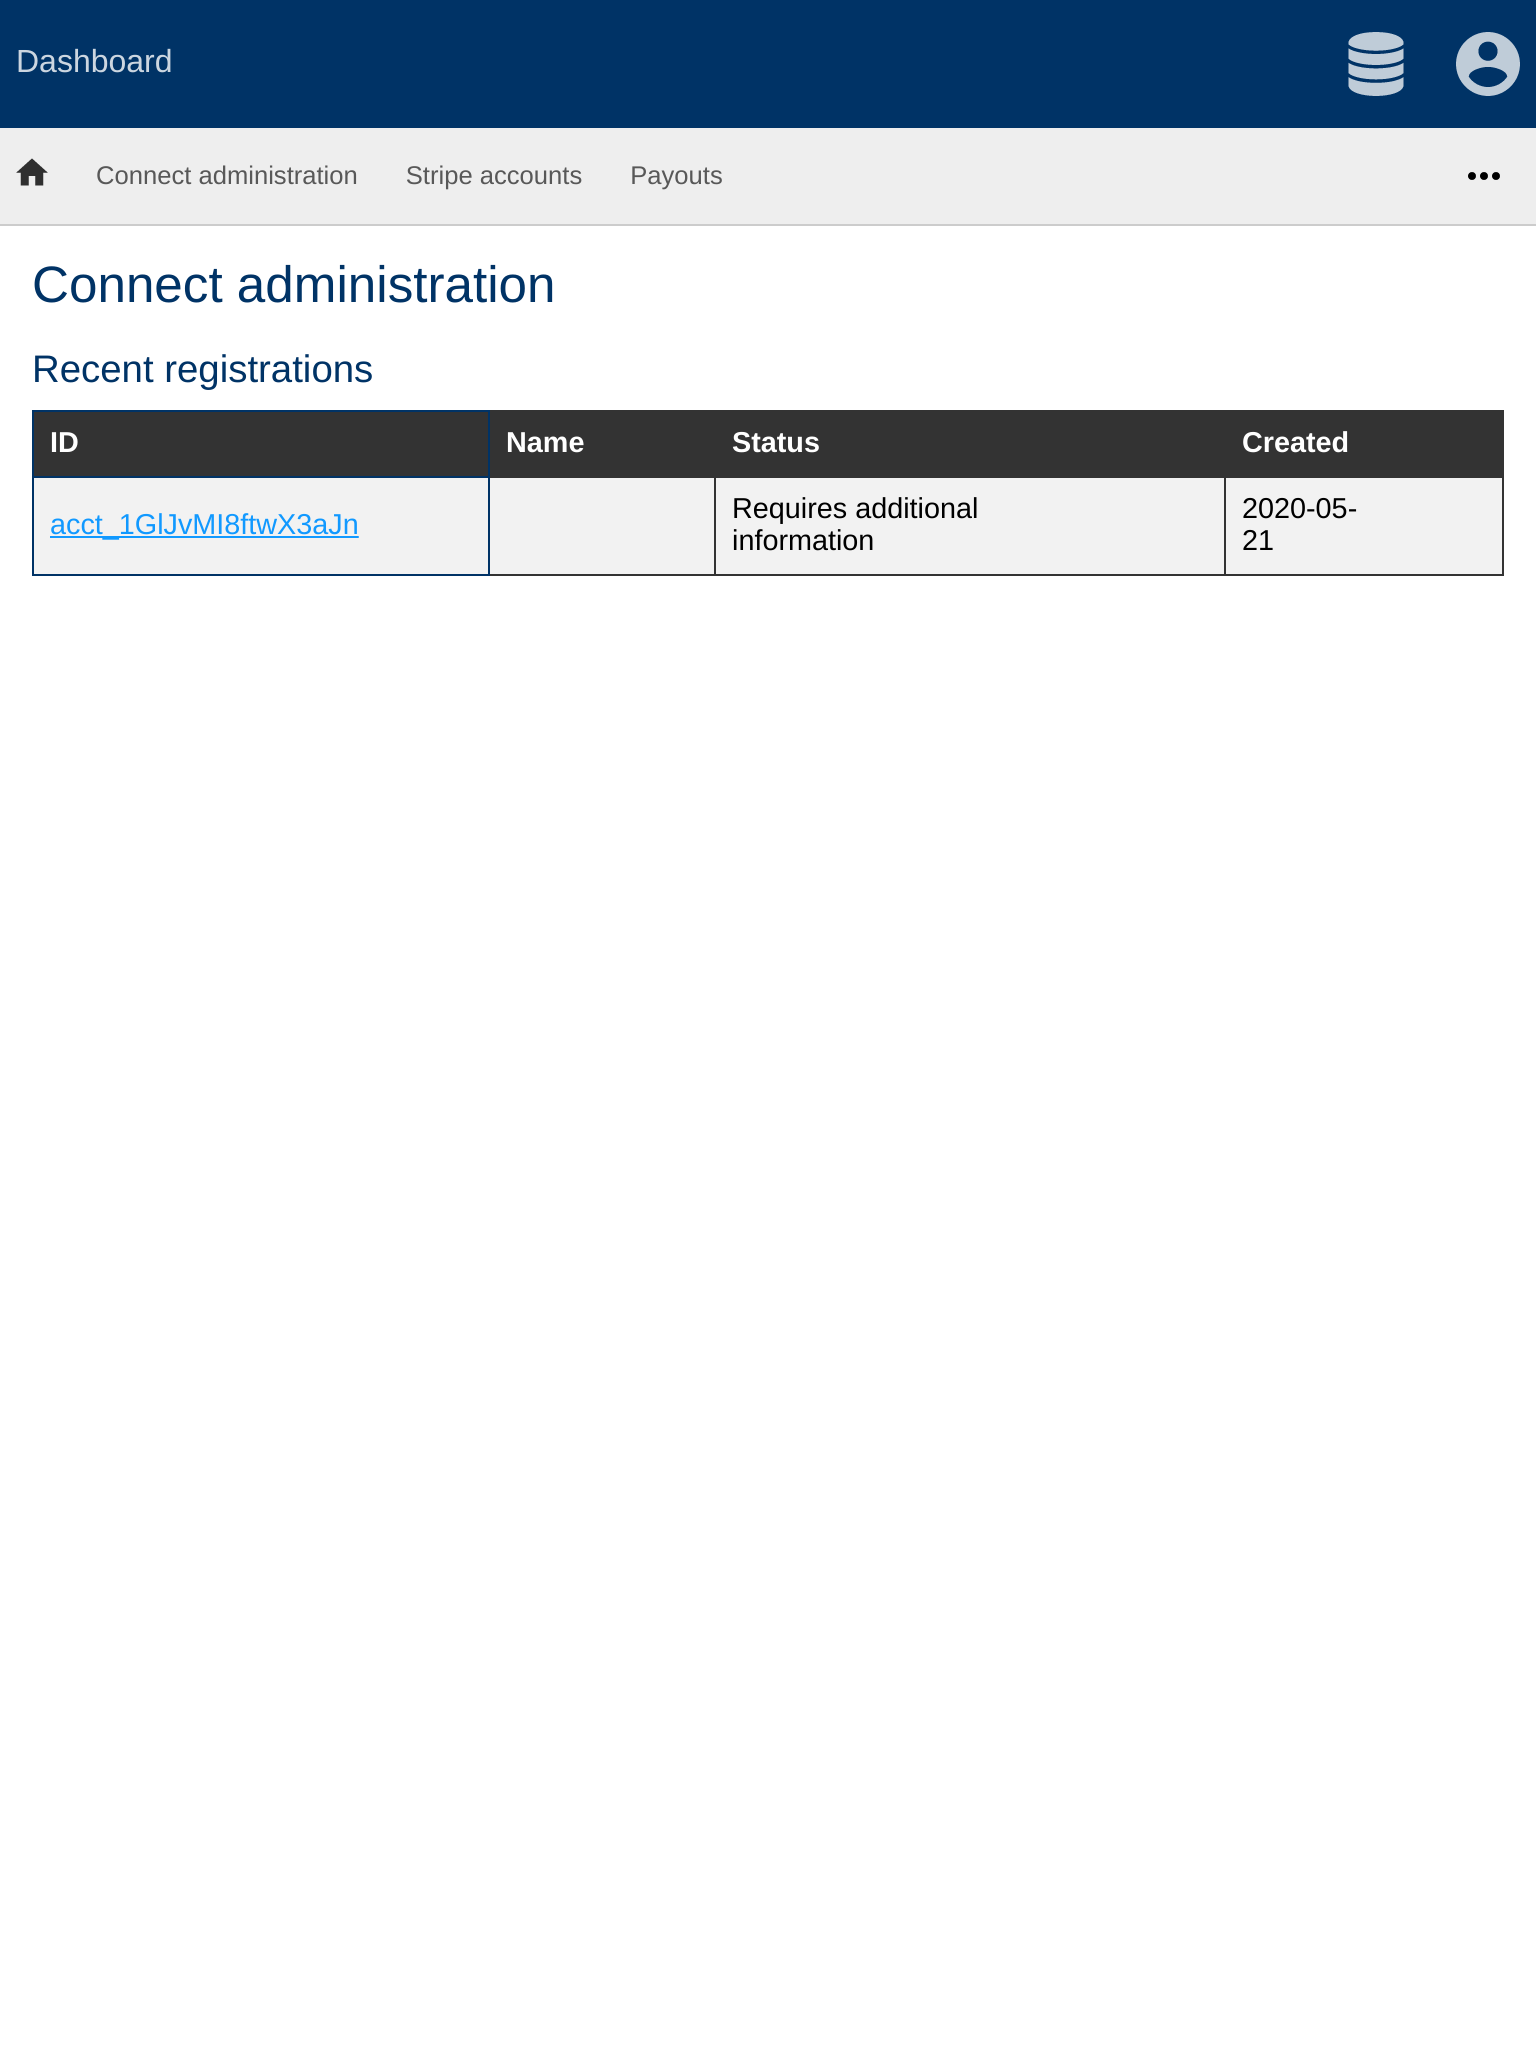 Dashboard
Connect administration Stripe accounts Payouts
Connect administration
Recent registrations
ID Name Status Created
acct_1GlJvMI8ftwX3aJn Requires additional 2020-05-
information 21